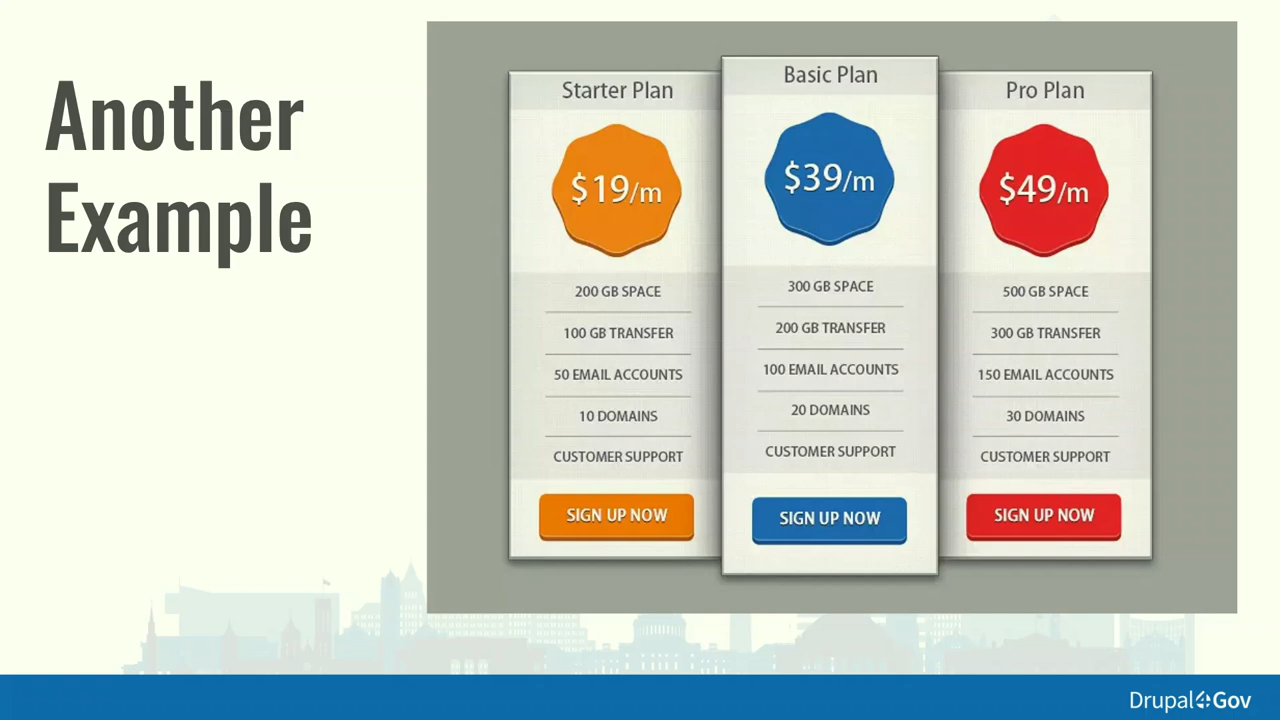 Another
Example
Starter Plan
$19/m
200 GB SPACE
100 GB TRANSFER
50 EMAIL ACCOUNTS
10 DOMAINS
CUSTOMER SUPPORT
SIGN UP NOW
Basic Plan
$39/m
300 GB SPACE
200 GB TRANSFER
100 EMAIL ACCOUNTS
20 DOMAINS
CUSTOMER SUPPORT
SIGN UP NOW
Pro Plan
$49/m
500 GB SPACE
300 GB TRANSFER
150 EMAIL ACCOUNTS
30 DOMAINS
CUSTOMER SUPPORT
SIGN UP NOW
Drupal4Gov